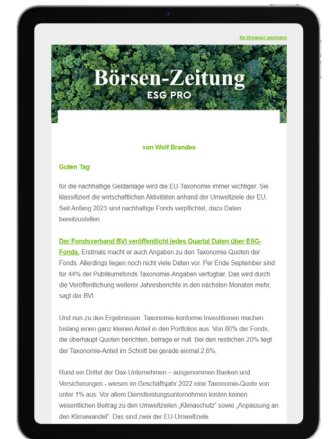 Im Browser anzeigen
Börsen-Zeitung
ESG PRO
von Wolf Brandes
Guten Tag
für die nachhaltige Geldanlage wird die EU-Taxonomie immer wichtiger. Sie
klassifiziert die wirtschaftlichen Aktivitäten anhand der Umweltziele der EU.
Seit Anfang 2023 sind nachhaltige Fonds verpflichtet, dazu Daten
bereitzustellen.
Der Fondsverband BVI veröffentlicht jedes Quartal Daten über ESG-
Fonds. Erstmals macht er auch Angaben zu den Taxonomie-Quoten der
Fonds. Allerdings liegen noch nicht viele Daten vor. Per Ende September sind
für 44% der Publikumsfonds Taxonomie-Angaben verfügbar. Das wird durch
die Veröffentlichung weiterer Jahresberichte in den nächsten Monaten mehr,
sagt der BVI.
Und nun zu den Ergebnissen: Taxonomie-konforme Investitionen machen
bislang einen ganz kleinen Anteil in den Portfolios aus. Von 80% der Fonds,
die überhaupt Quoten berichten, betrage er null. Bei den restlichen 20% liegt
der Taxonomie-Anteil im Schnitt bei gerade einmal 2,6%.
Rund ein Drittel der Dax-Unternehmen – ausgenommen Banken und
Versicherungen - wiesen im Geschäftsjahr 2022 eine Taxonomie-Quote von
unter 1% aus. Vor allem Dienstleistungsunternehmen leisten keinen
wesentlichen Beitrag zu den Umweltzielen „Klimaschutz" sowie „Anpassung an
den Klimawandel". Das sind zwei der EU-Umweltziele.